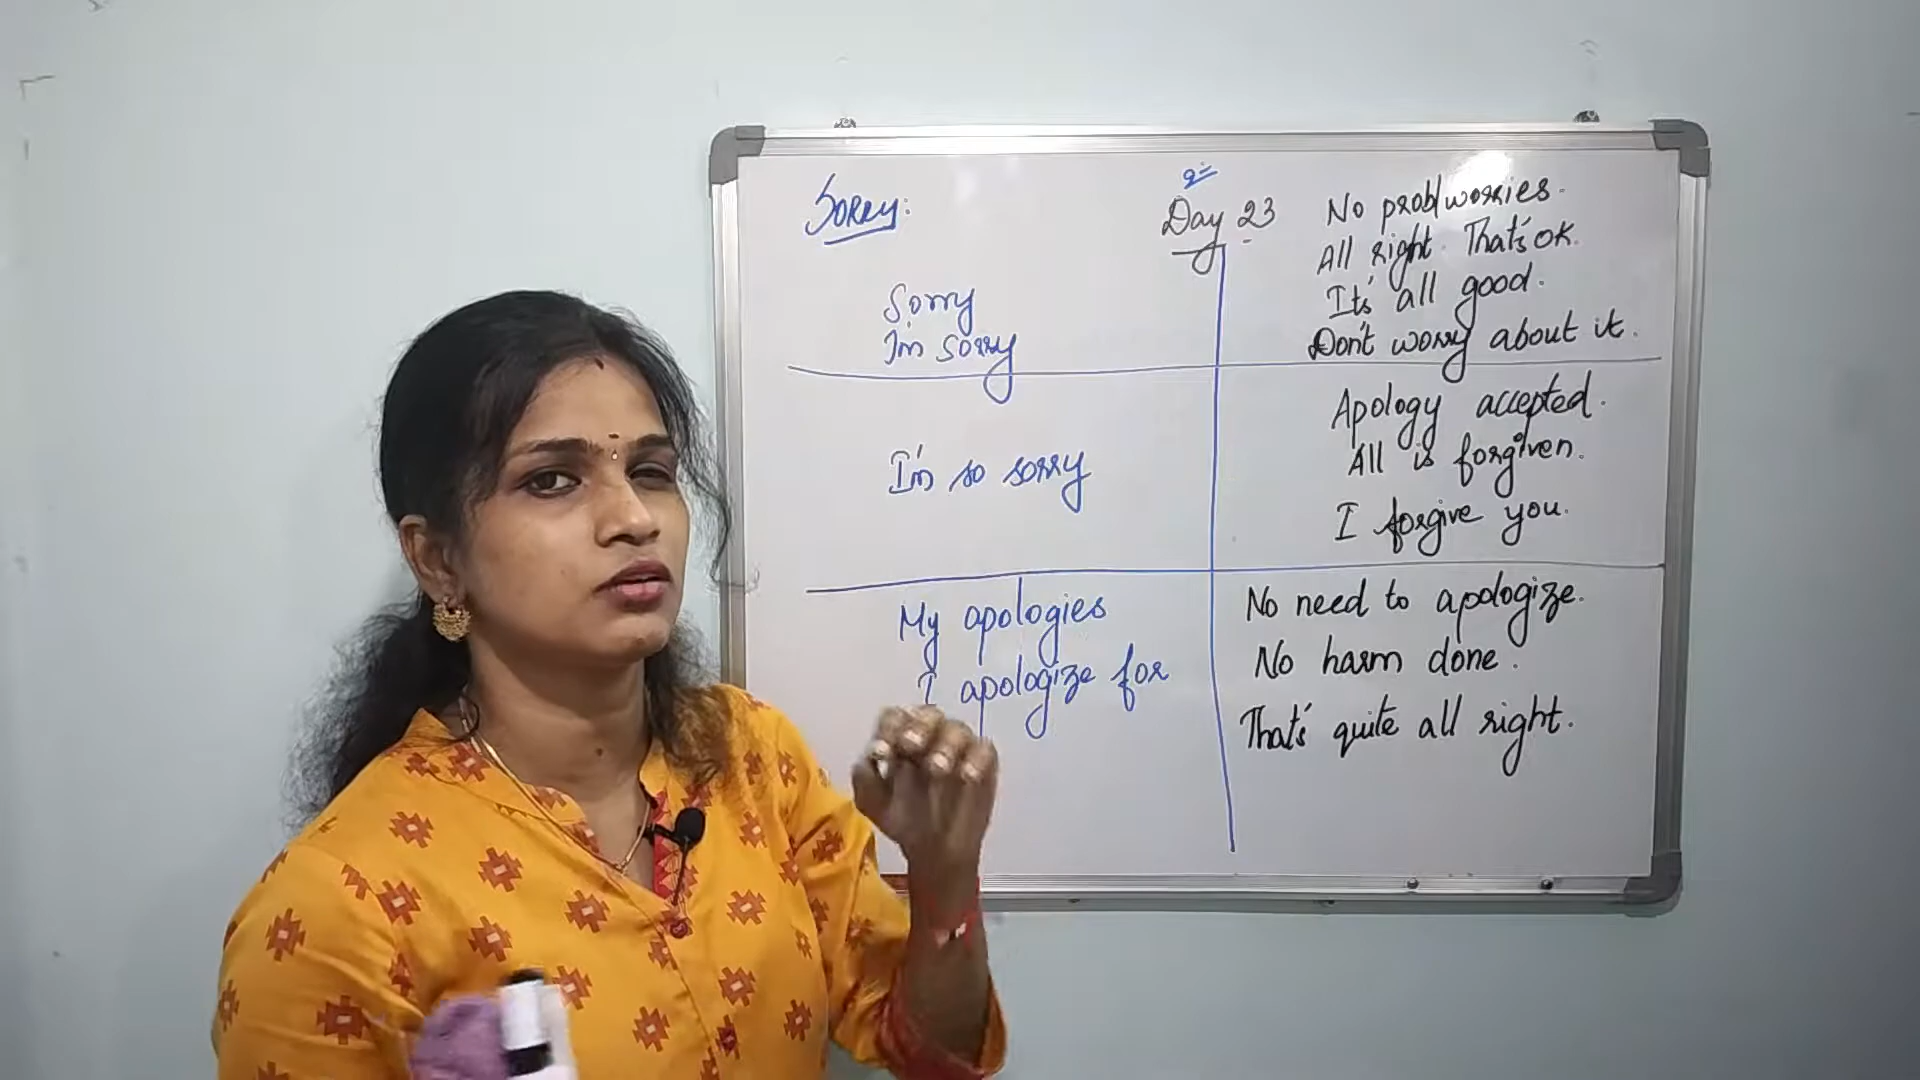 SORRY:
Day 23
Sorry
I'm sorry
No prob/worries.
All right. That's ok.
It's all good.
Don't worry about it.
I'm so sorry
Apology accepted.
All is forgiven.
I forgive you.
My apologies
I apologize for
No need to apologize.
No harm done.
That's quite all right.